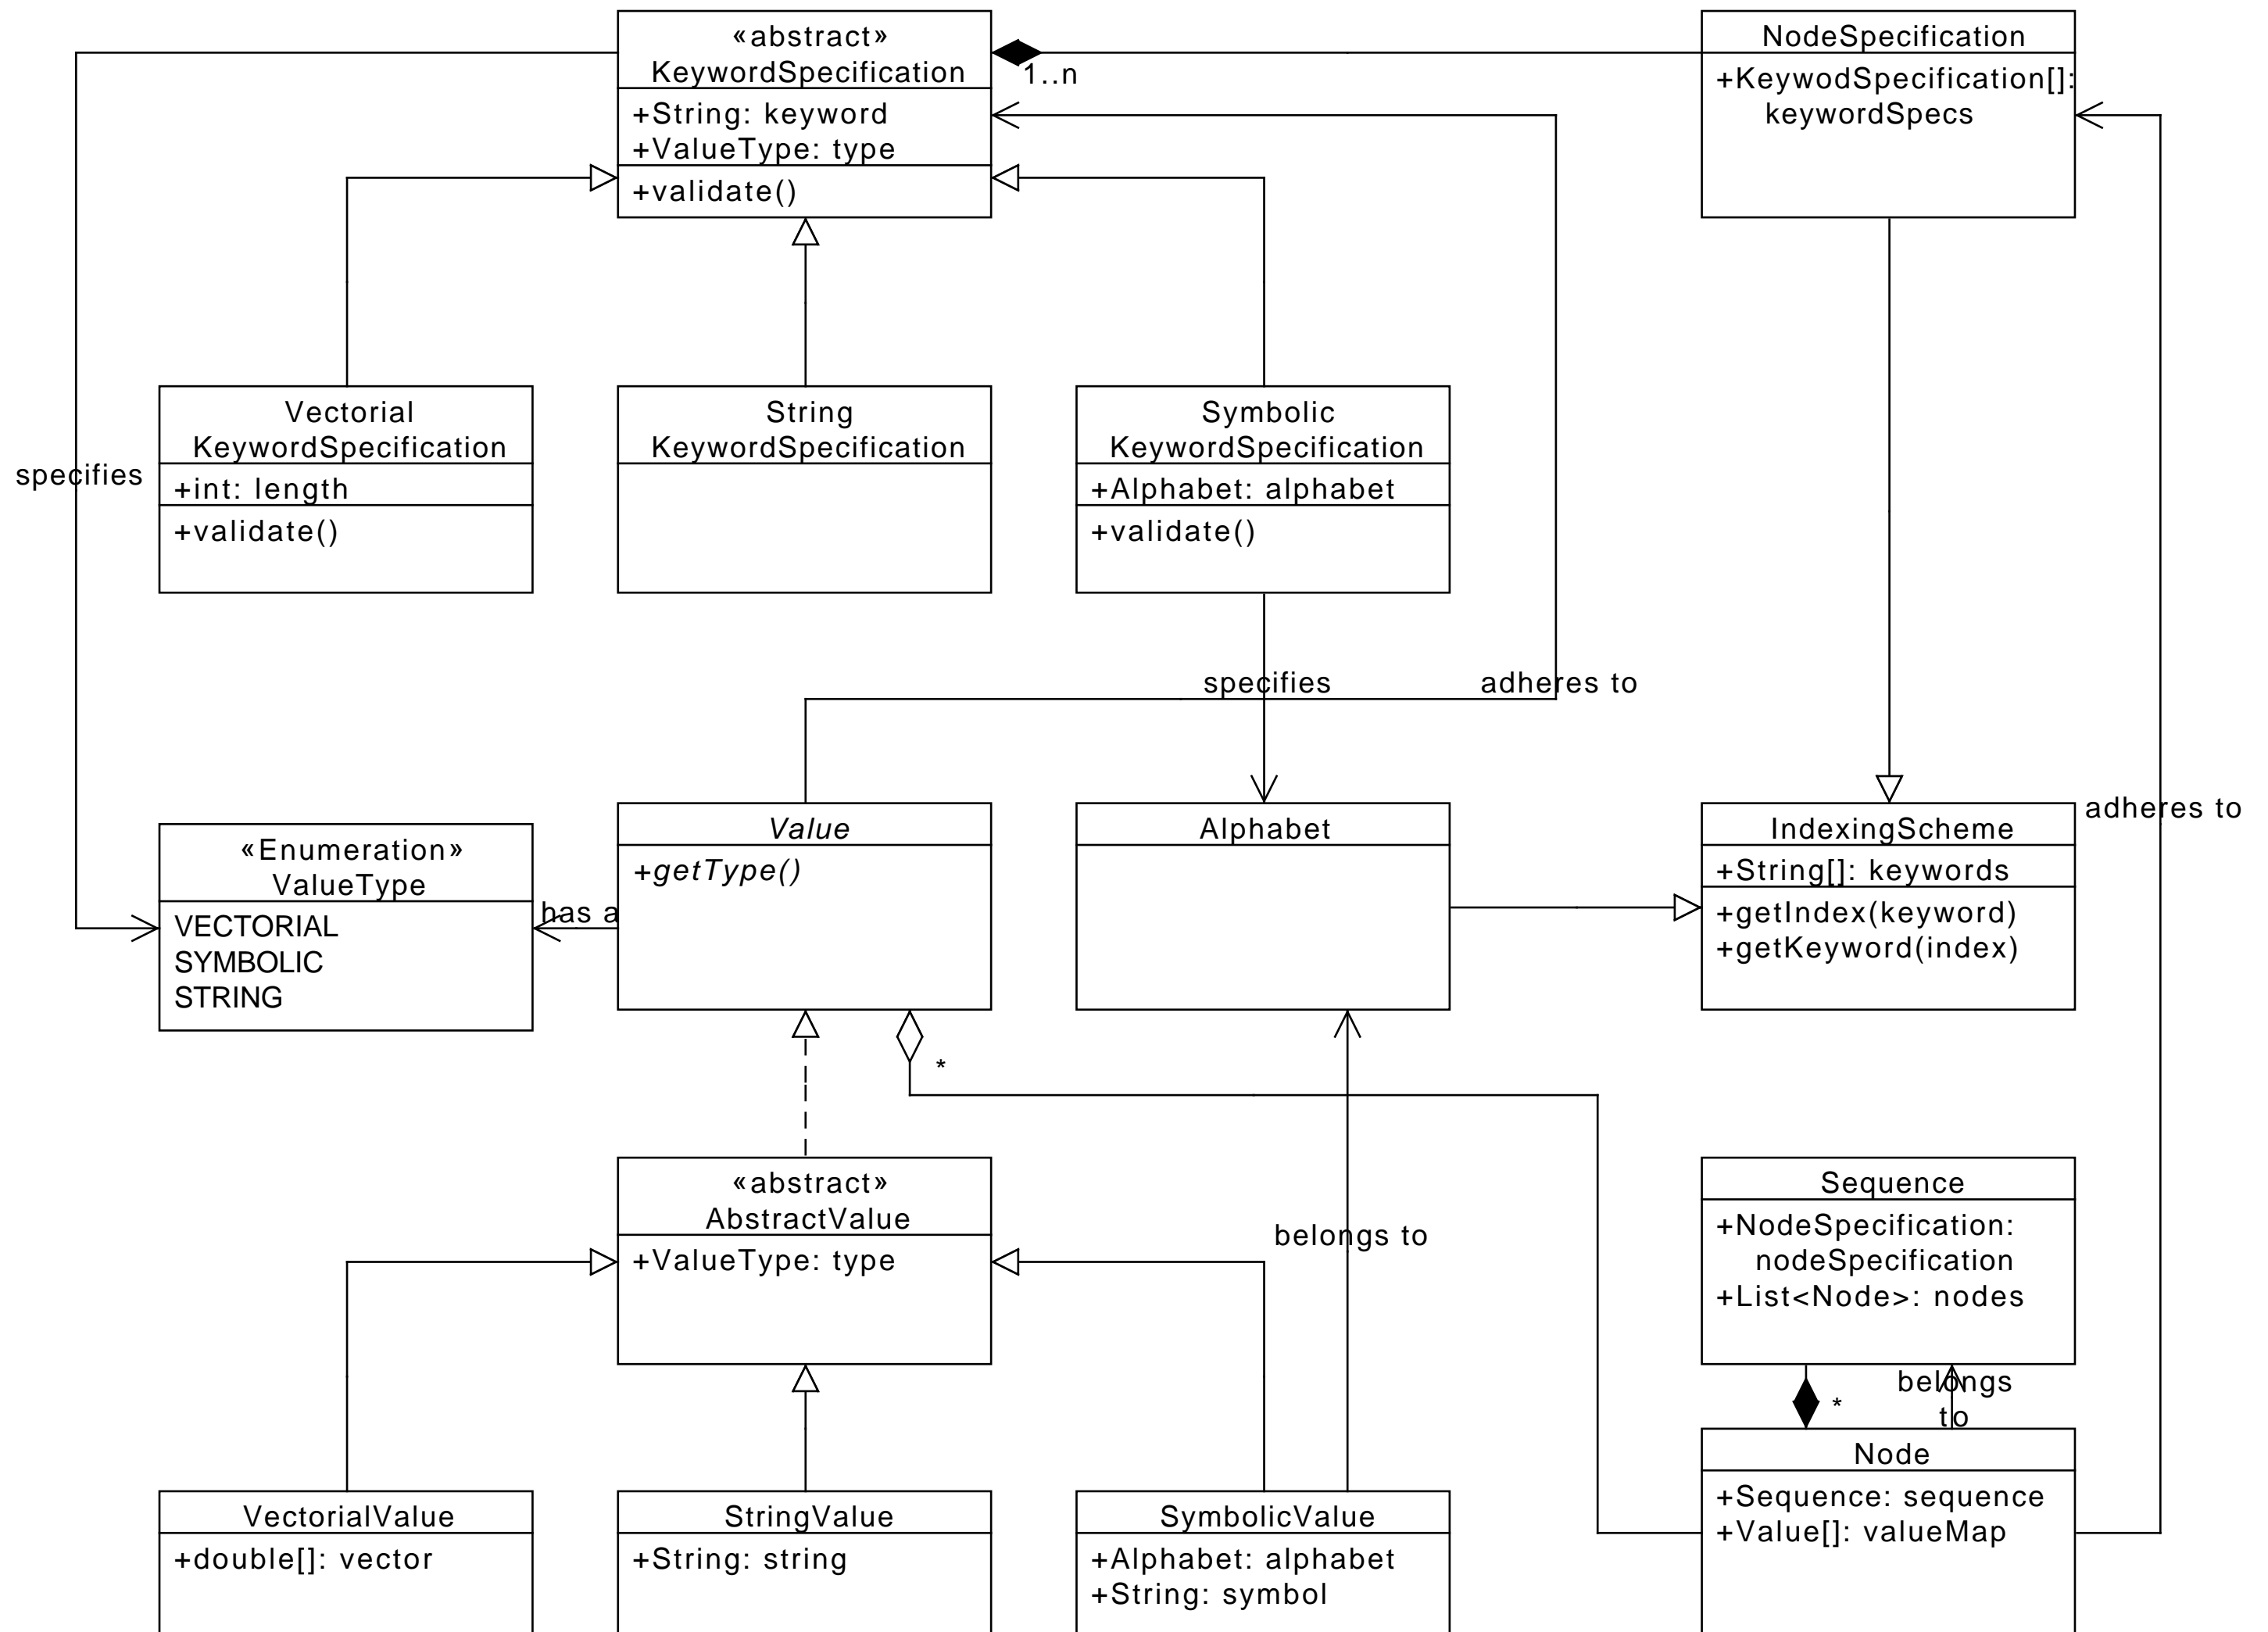 «abstract»
KeywordSpecification
+String: keyword
+ValueType: type
+validate()
1..n
NodeSpecification
+KeywodSpecification[]:
keywordSpecs
Vectorial
KeywordSpecification
+int: length
+validate()
String
KeywordSpecification
Symbolic
KeywordSpecification
+Alphabet: alphabet
+validate()
specifies
specifies
adheres to
«Enumeration»
ValueType
VECTORIAL
SYMBOLIC
STRING
has a
Value
+getType()
Alphabet
IndexingScheme
+String[]: keywords
+getIndex(keyword)
+getKeyword(index)
adheres to
*
«abstract»
AbstractValue
+ValueType: type
belongs to
Sequence
+NodeSpecification:
nodeSpecification
+List<Node>: nodes
*
belongs
to
VectorialValue
+double[]: vector
StringValue
+String: string
SymbolicValue
+Alphabet: alphabet
+String: symbol
Node
+Sequence: sequence
+Value[]: valueMap